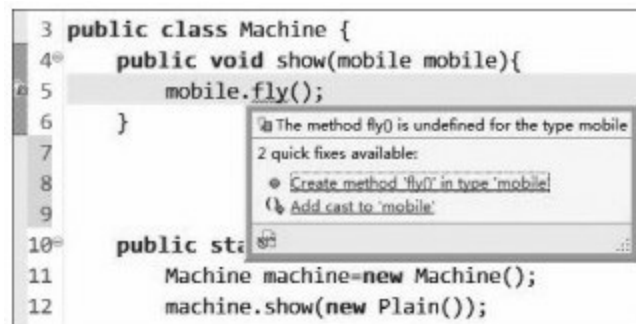 3 public class Machine {
4 public void show(mobile mobile){
5 mobile.fly();
6 }
The method fly() is undefined for the type mobile
7
2 quick fixes available:
8
Create method 'fly()' in type 'mobile'
9
Add cast to 'mobile'
10 public sta
11 Machine machine=new Machine();
12 machine.show(new Plain());